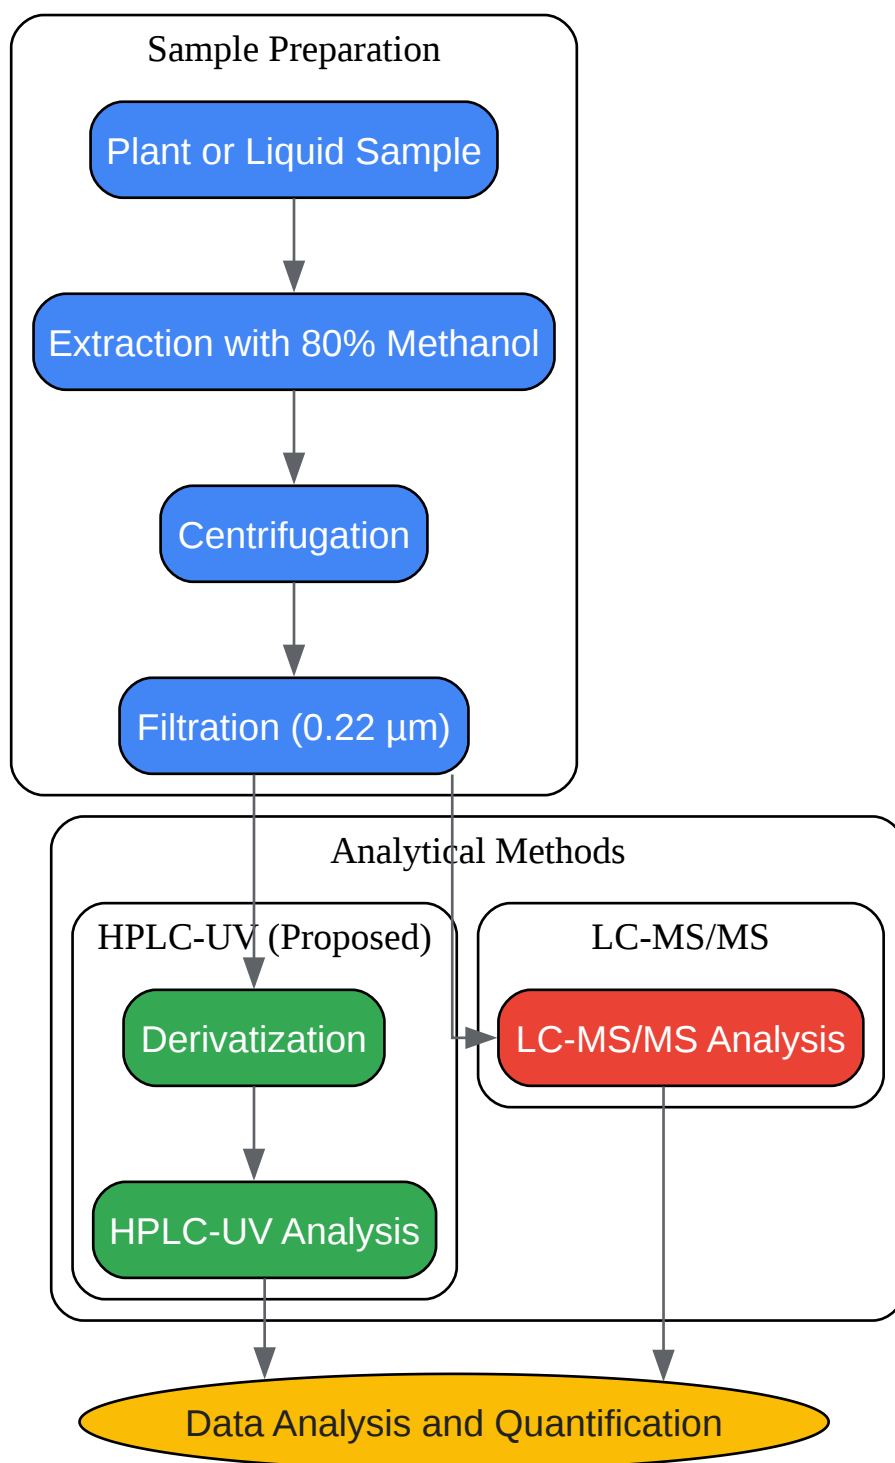 Sample Preparation
Plant or Liquid Sample
Extraction with 80% Methanol
Centrifugation
Filtration (0.22 µm)
Analytical Methods
HPLC-UV (Proposed)
LC-MS/MS
Derivatization
LC-MS/MS Analysis
HPLC-UV Analysis
Data Analysis and Quantification